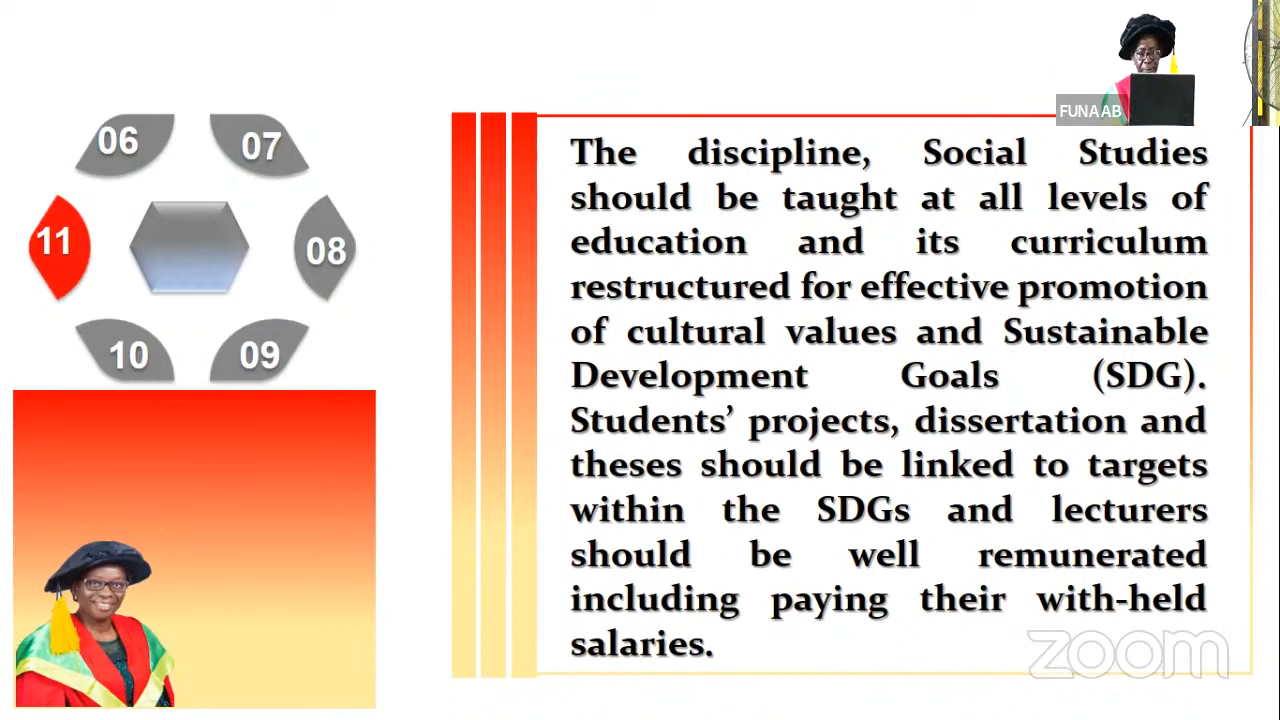 06
07
11
08
10
09
FUNAAB
The discipline, Social Studies
should be taught at all levels of
education and its curriculum
restructured for effective promotion
of cultural values and Sustainable
Development Goals (SDG).
Students’ projects, dissertation and
theses should be linked to targets
within the SDGs and lecturers
should be well remunerated
including paying their with-held
salaries.
zoom